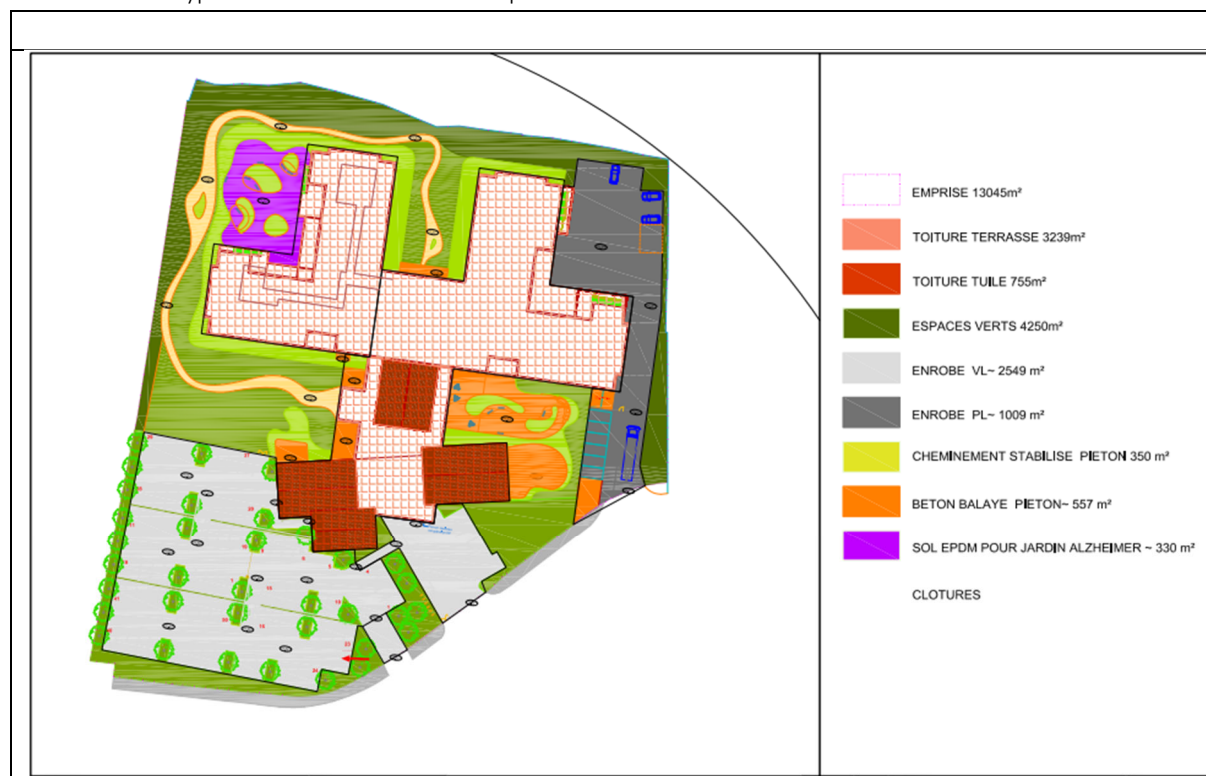 EMPRISE 13045m²
TOITURE TERRASSE 3239m²
TOITURE TUILE 755m²
ESPACES VERTS 4250m²
ENROBE VL~ 2549 m²
ENROBE PL~ 1009 m²
CHEMINEMENT STABILISE PIETON 350 m²
BETON BALAYE PIETON~ 557 m²
SOL EPDM POUR JARDIN ALZHEIMER ~ 330 m²
CLOTURES